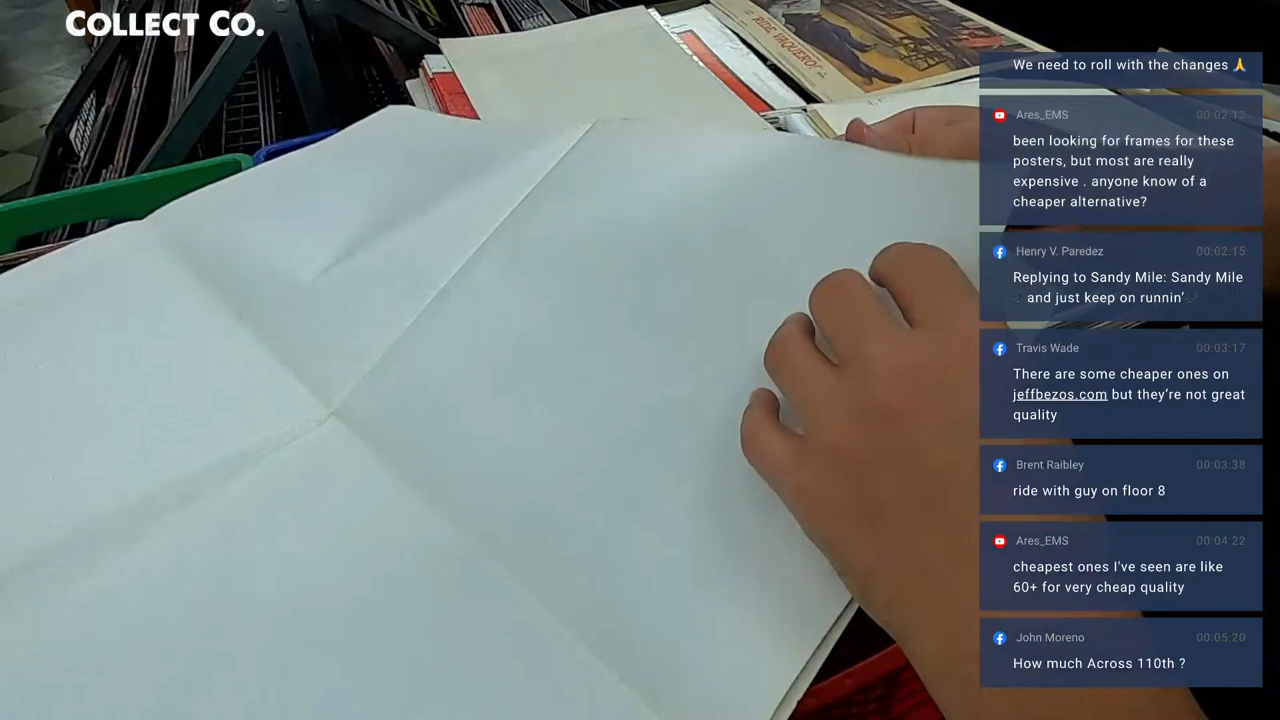 COLLECT CO.
RIDE, VAQUERO!
We need to roll with the changes 🙏
Ares_EMS 00:02:12
been looking for frames for these
posters, but most are really
expensive . anyone know of a
cheaper alternative?
Henry V. Paredez 00:02:15
Replying to Sandy Mile: Sandy Mile
and just keep on runnin'
Travis Wade 00:03:17
There are some cheaper ones on
jeffbezos.com but they're not great
quality
Brent Raibley 00:03:38
ride with guy on floor 8
Ares_EMS 00:04:22
cheapest ones I've seen are like
60+ for very cheap quality
John Moreno 00:05:20
How much Across 110th ?